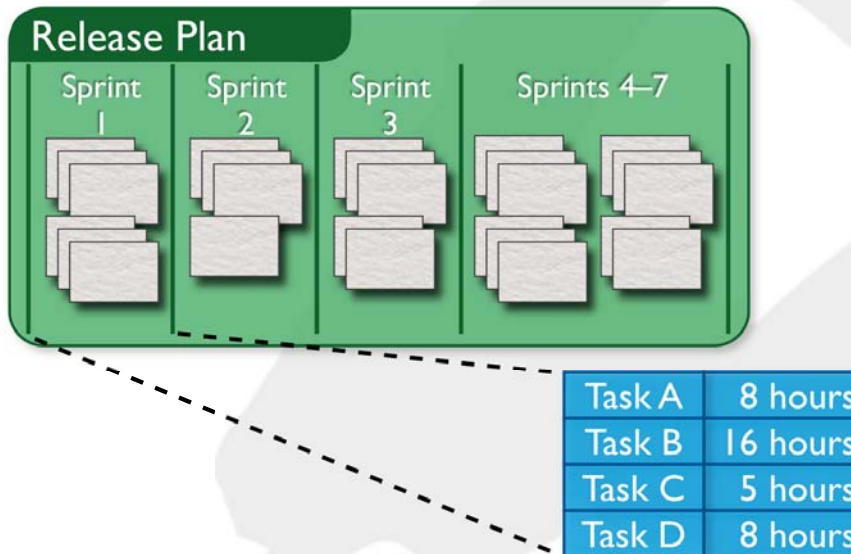 Release Plan
Sprint
1
Sprint
2
Sprint
3
Sprints 4–7
Task A 8 hours
Task B 16 hours
Task C 5 hours
Task D 8 hours